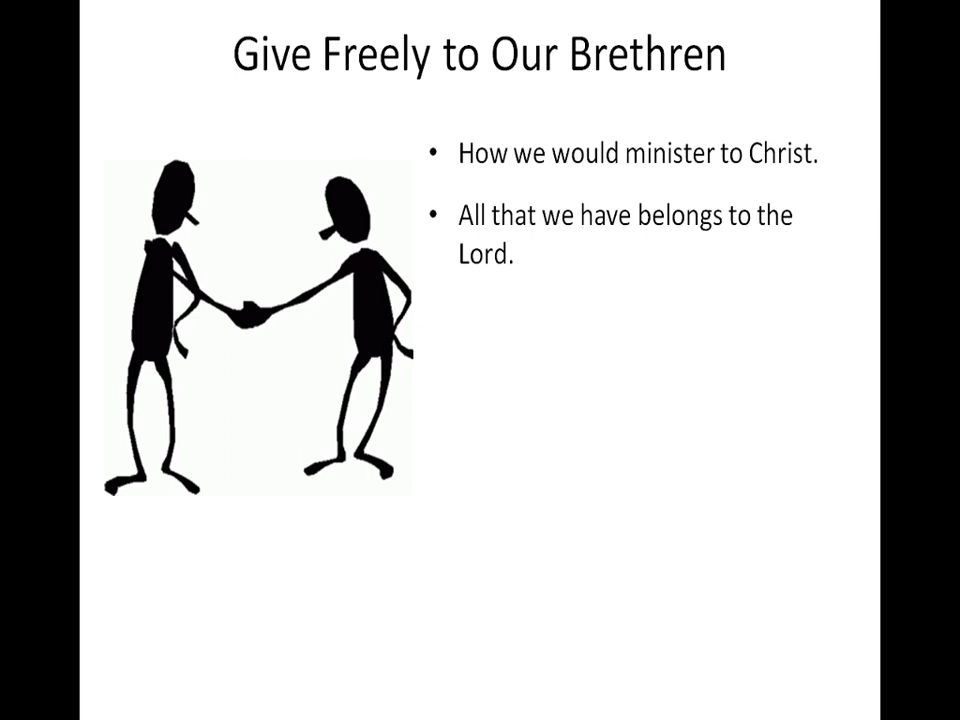 Give Freely to Our Brethren
• How we would minister to Christ.
• All that we have belongs to the
Lord.